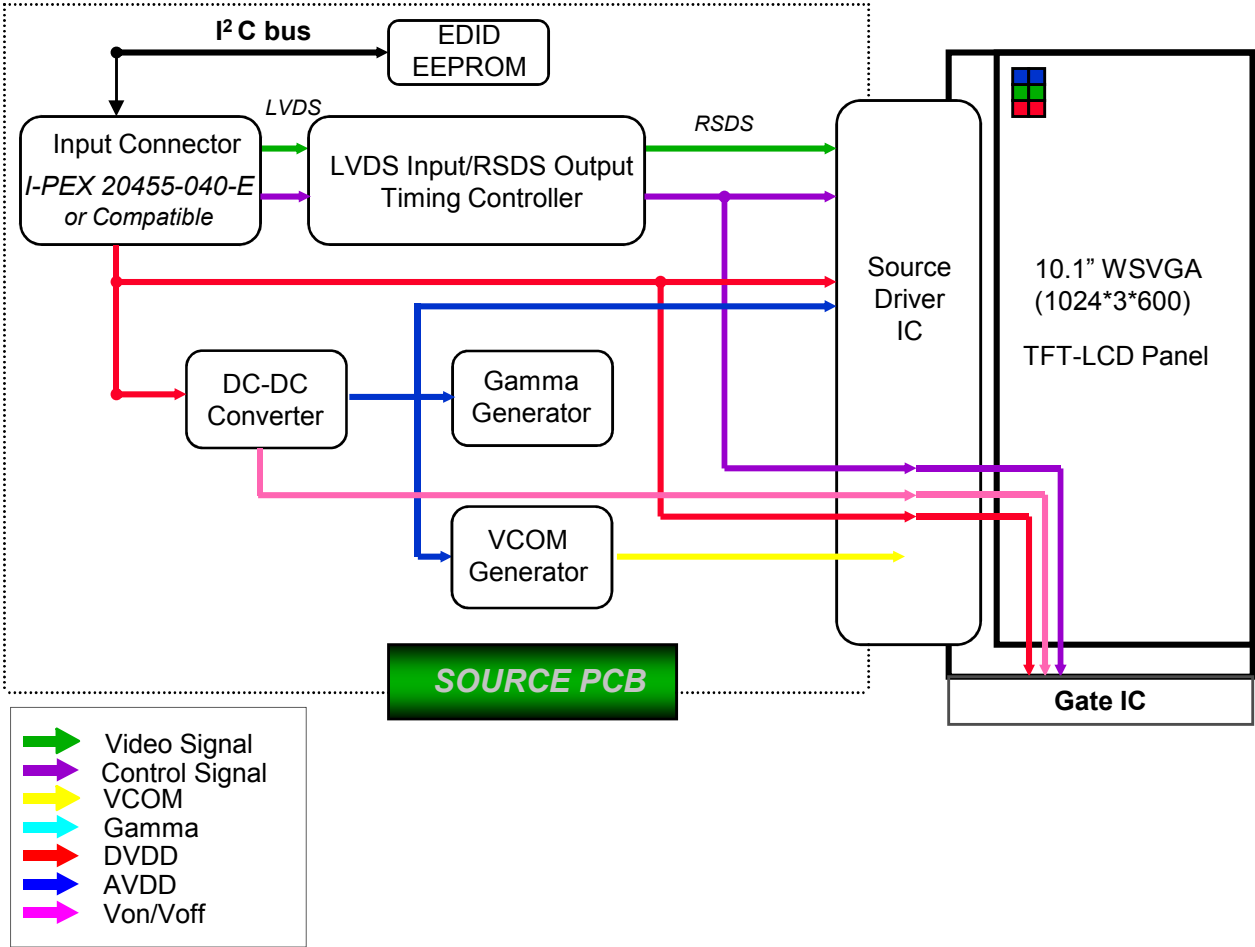 I² C bus
EDID
EEPROM
LVDS
RSDS
Input Connector
I-PEX 20455-040-E
or Compatible
LVDS Input/RSDS Output
Timing Controller
Source
Driver
IC
10.1” WSVGA
(1024*3*600)
TFT-LCD Panel
DC-DC
Converter
Gamma
Generator
VCOM
Generator
SOURCE PCB
Gate IC
Video Signal
Control Signal
VCOM
Gamma
DVDD
AVDD
Von/Voff